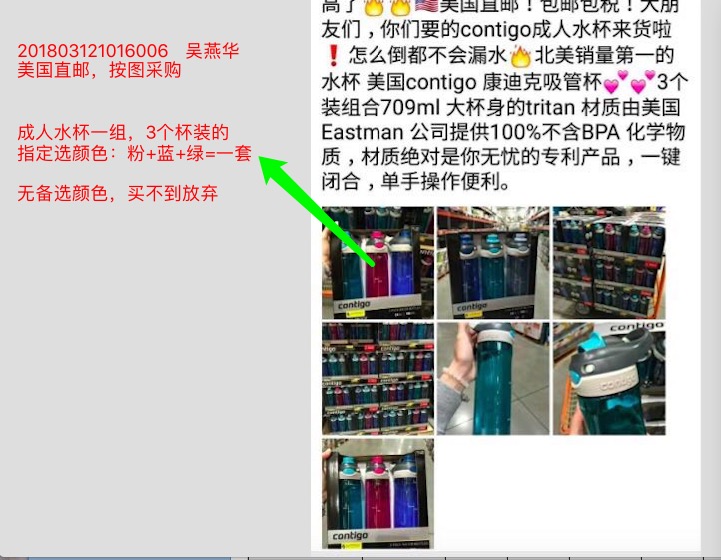 201803121016006 吴燕华
美国直邮，按图采购
成人水杯一组，3个杯装的
指定选颜色：粉+蓝+绿=一套
无备选颜色，买不到放弃
高了🔥🔥🇺🇸美国直邮！包邮包税！大朋
友们，你们要的contigo成人水杯来货啦
❗怎么倒都不会漏水🔥北美销量第一的
水杯 美国contigo 康迪克吸管杯💕💕3个
装组合709ml 大杯身的tritan 材质由美国
Eastman 公司提供100%不含BPA 化学物
质，材质绝对是你无忧的专利产品，一键
闭合，单手操作便利。
contigo
contigo
contigo
contigo
contigo